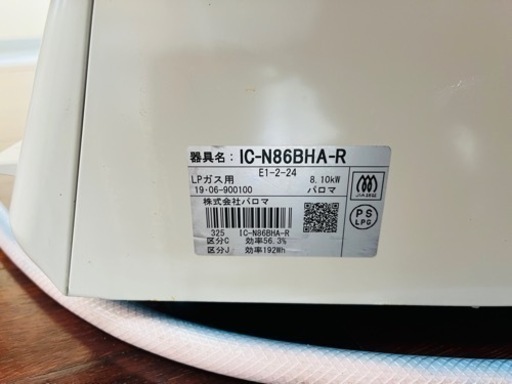 器具名：IC-N86BHA-R
E1-2-24
LPガス用 8.10kW
19・06-900100 パロマ
株式会社パロマ
325 IC-N86BHA-R
区分C 効率56.3%
区分J 効率192Wh
PS
LPG